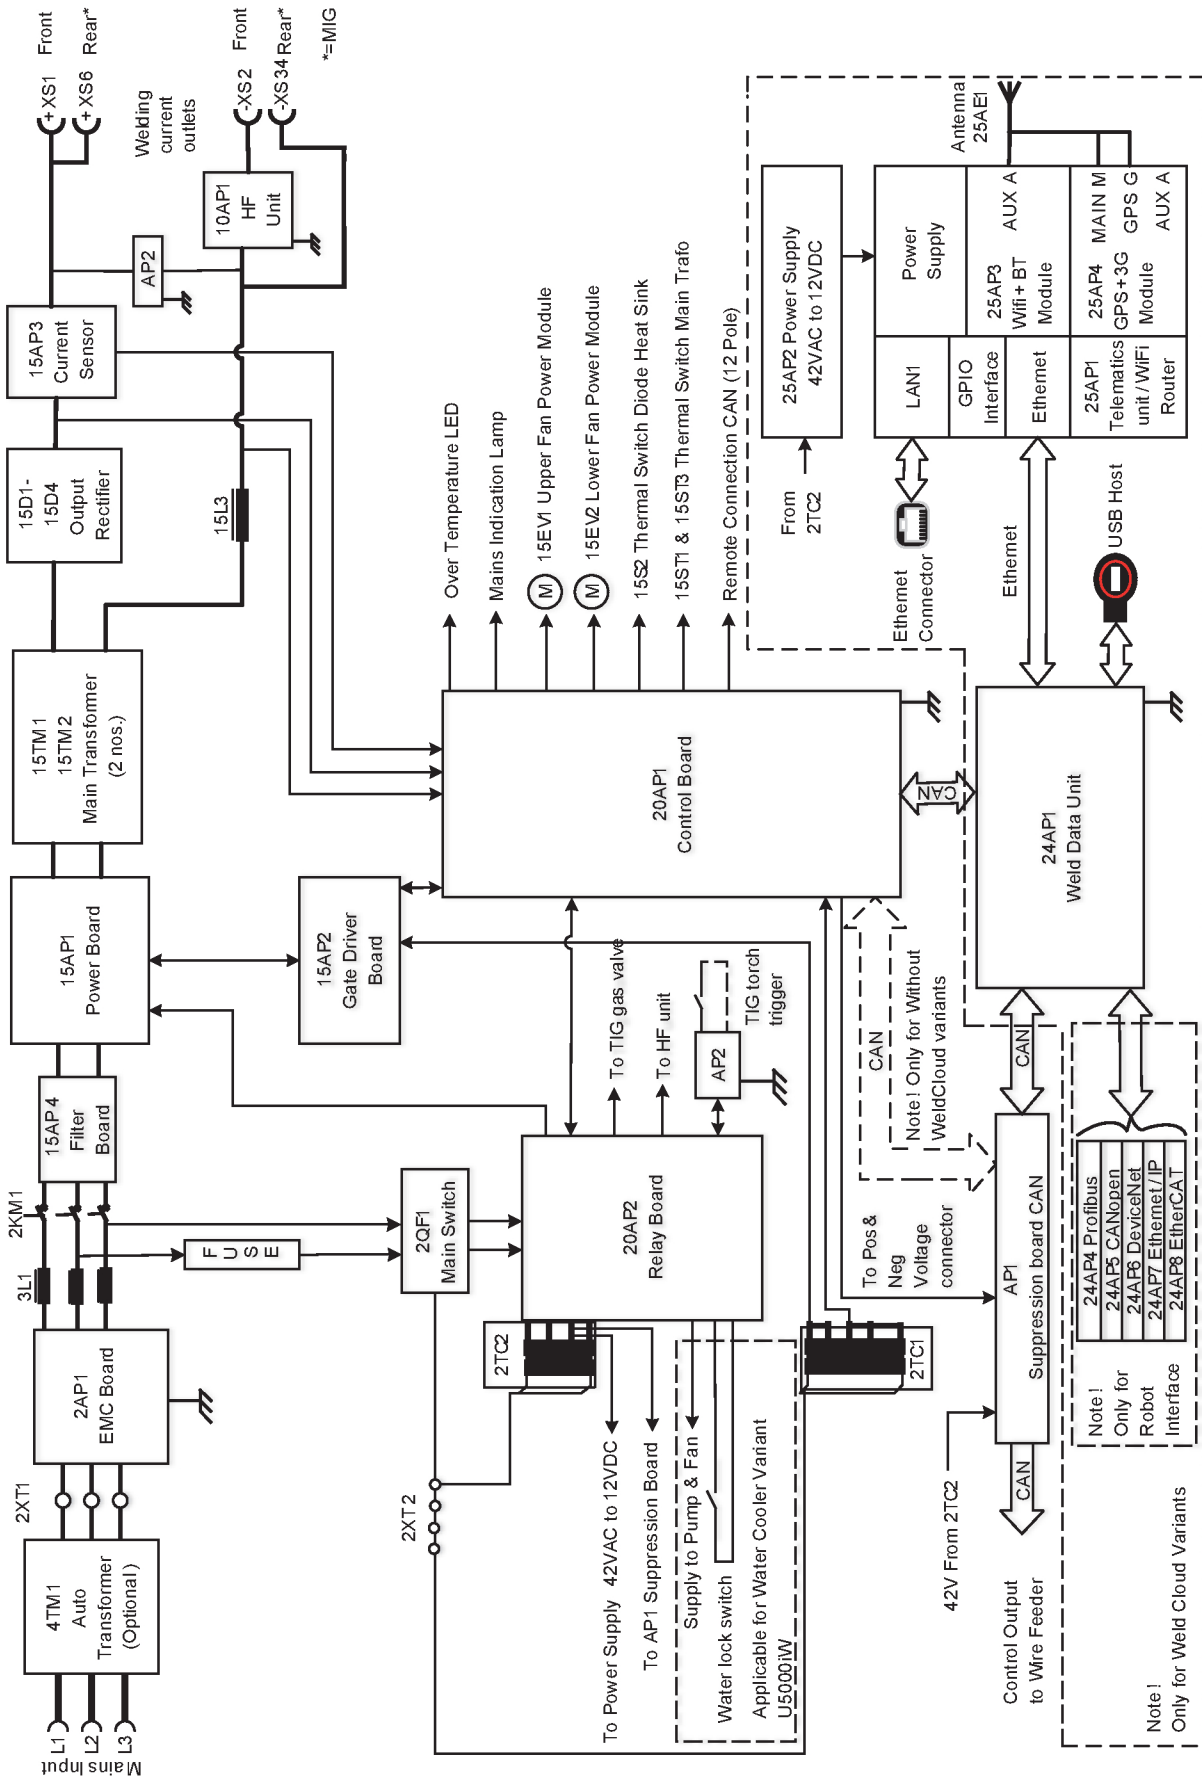 Mains Input
L1
L2
L3
4TM1
Auto
Transformer
(Optional)
2XT1
2AP1
EMC Board
3L1
2KM1
15AP4
Filter
Board
15AP1
Power Board
15TM1
15TM2
Main Transformer
(2 nos.)
15D1-
15D4
Output
Rectifier
15AP3
Current
Sensor
+XS1 Front
+XS6 Rear*
Welding
current
outlets
AP2
10AP1
HF
Unit
-XS2 Front
-XS34 Rear*
*=MIG
15L3
FUSE
2QF1
Main Switch
15AP2
Gate Driver
Board
2XT2
2TC2
20AP2
Relay Board
To TIG gas valve
To HF unit
AP2
TIG torch
trigger
To Power Supply 42VAC to 12VDC
To AP1 Suppression Board
Supply to Pump & Fan
Water lock switch
Applicable for Water Cooler Variant
U5000iW
2TC1
20AP1
Control Board
Over Temperature LED
Mains Indication Lamp
M 15EV1 Upper Fan Power Module
M 15EV2 Lower Fan Power Module
15S2 Thermal Switch Diode Heat Sink
15ST1 & 15ST3 Thermal Switch Main Trafo
Remote Connection CAN (12 Pole)
To Pos &
Neg
Voltage
connector
CAN
Note! Only for Without
WeldCloud variants
CAN
42V From 2TC2
AP1
Suppression board CAN
CAN
CAN
Control Output
to Wire Feeder
24AP1
Weld Data Unit
24AP4 Profibus
24AP5 CANopen
24AP6 DeviceNet
24AP7 Ethernet/IP
24AP8 EtherCAT
Note!
Only for
Robot
Interface
Note!
Only for Weld Cloud Variants
From
2TC2
25AP2 Power Supply
42VAC to 12VDC
Antenna
25AE1
Ethernet
Connector
Ethernet
USB Host
LAN1
GPIO
Interface
Ethernet
25AP1
Telematics
unit / WiFi
Router
Power
Supply
25AP3
Wifi + BT
Module
AUX A
25AP4
GPS+3G
Module
MAIN M
GPS G
AUX A